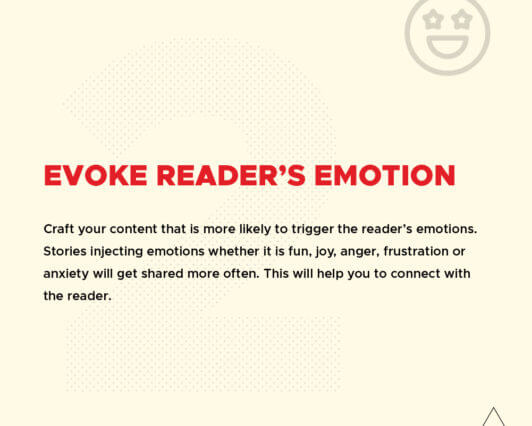 2
EVOKE READER'S EMOTION
Craft your content that is more likely to trigger the reader's emotions.
Stories injecting emotions whether it is fun, joy, anger, frustration or
anxiety will get shared more often. This will help you to connect with
the reader.